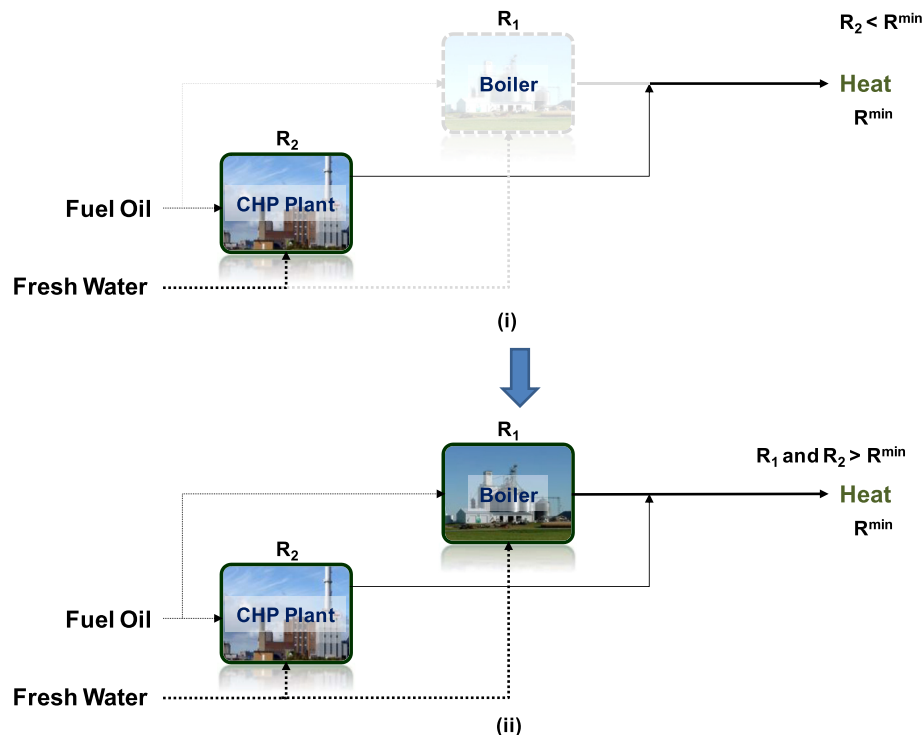 R₁
R₂ < Rᵐⁱⁿ
Boiler
Heat
Rᵐⁱⁿ
R₂
CHP Plant
Fuel Oil
Fresh Water
(i)
R₁
R₁ and R₂ > Rᵐⁱⁿ
Boiler
Heat
Rᵐⁱⁿ
R₂
CHP Plant
Fuel Oil
Fresh Water
(ii)